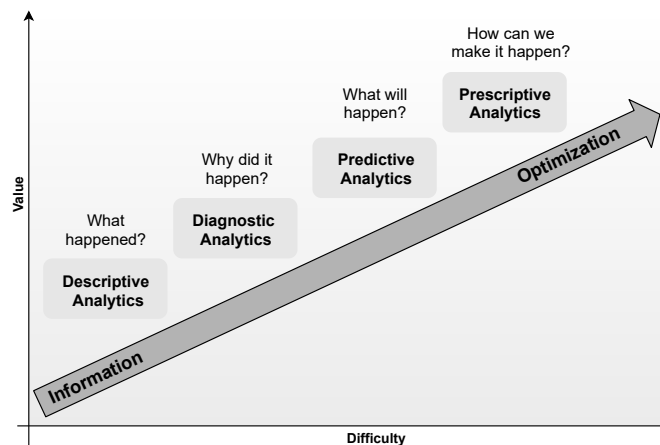 How can we
make it happen?
Prescriptive
Analytics
What will
happen?
Predictive
Analytics
Why did it
happen?
Diagnostic
Analytics
What
happened?
Descriptive
Analytics
Optimization
Information
Value
Difficulty